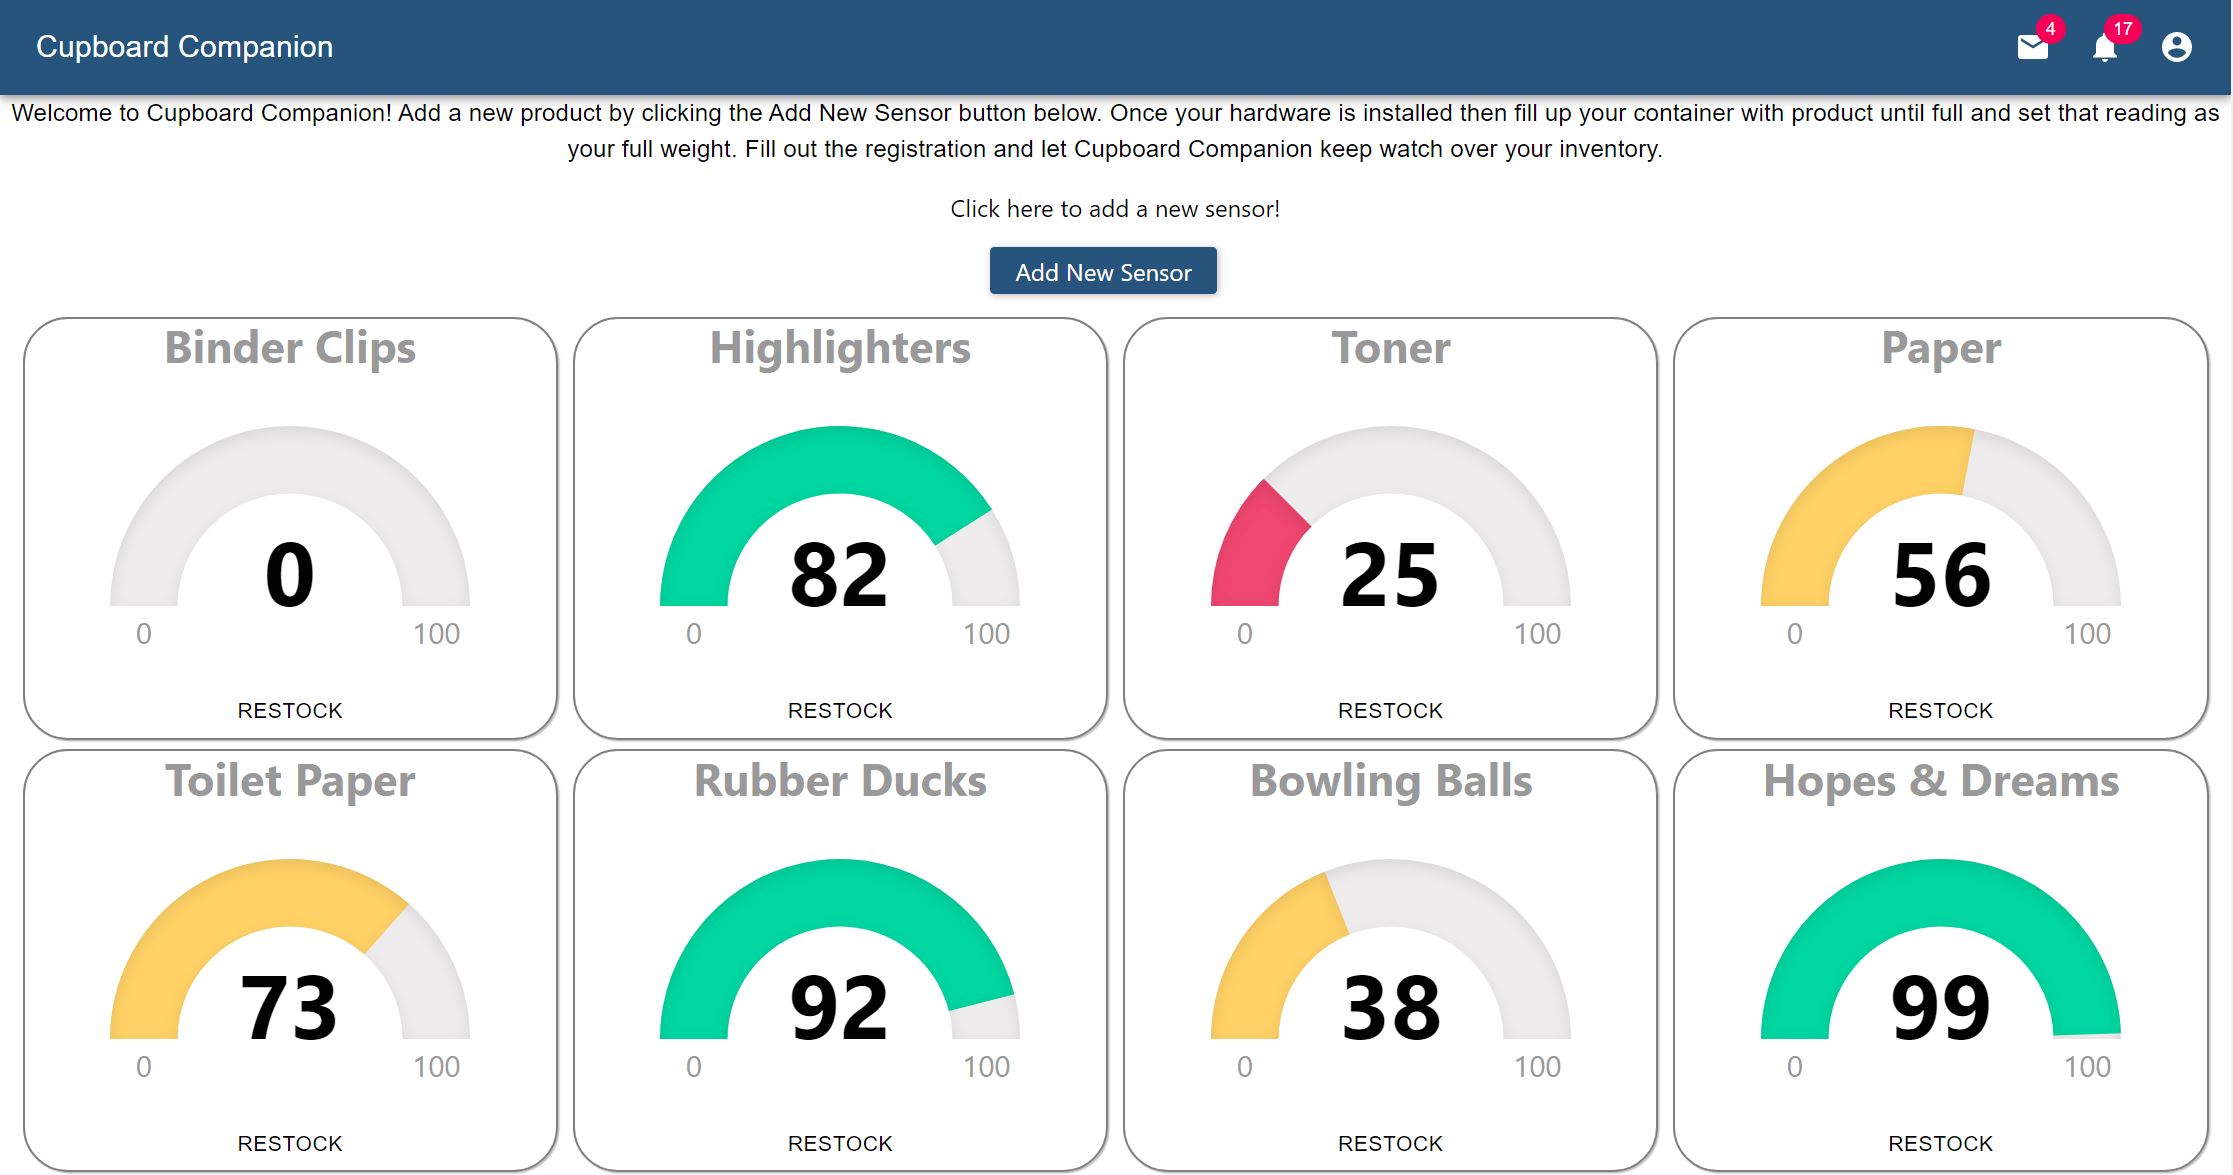 Cupboard Companion
4
17
Welcome to Cupboard Companion! Add a new product by clicking the Add New Sensor button below. Once your hardware is installed then fill up your container with product until full and set that reading as
your full weight. Fill out the registration and let Cupboard Companion keep watch over your inventory.
Click here to add a new sensor!
Add New Sensor
Binder Clips
0
0 100
RESTOCK
Highlighters
82
0 100
RESTOCK
Toner
25
0 100
RESTOCK
Paper
56
0 100
RESTOCK
Toilet Paper
73
0 100
RESTOCK
Rubber Ducks
92
0 100
RESTOCK
Bowling Balls
38
0 100
RESTOCK
Hopes & Dreams
99
0 100
RESTOCK